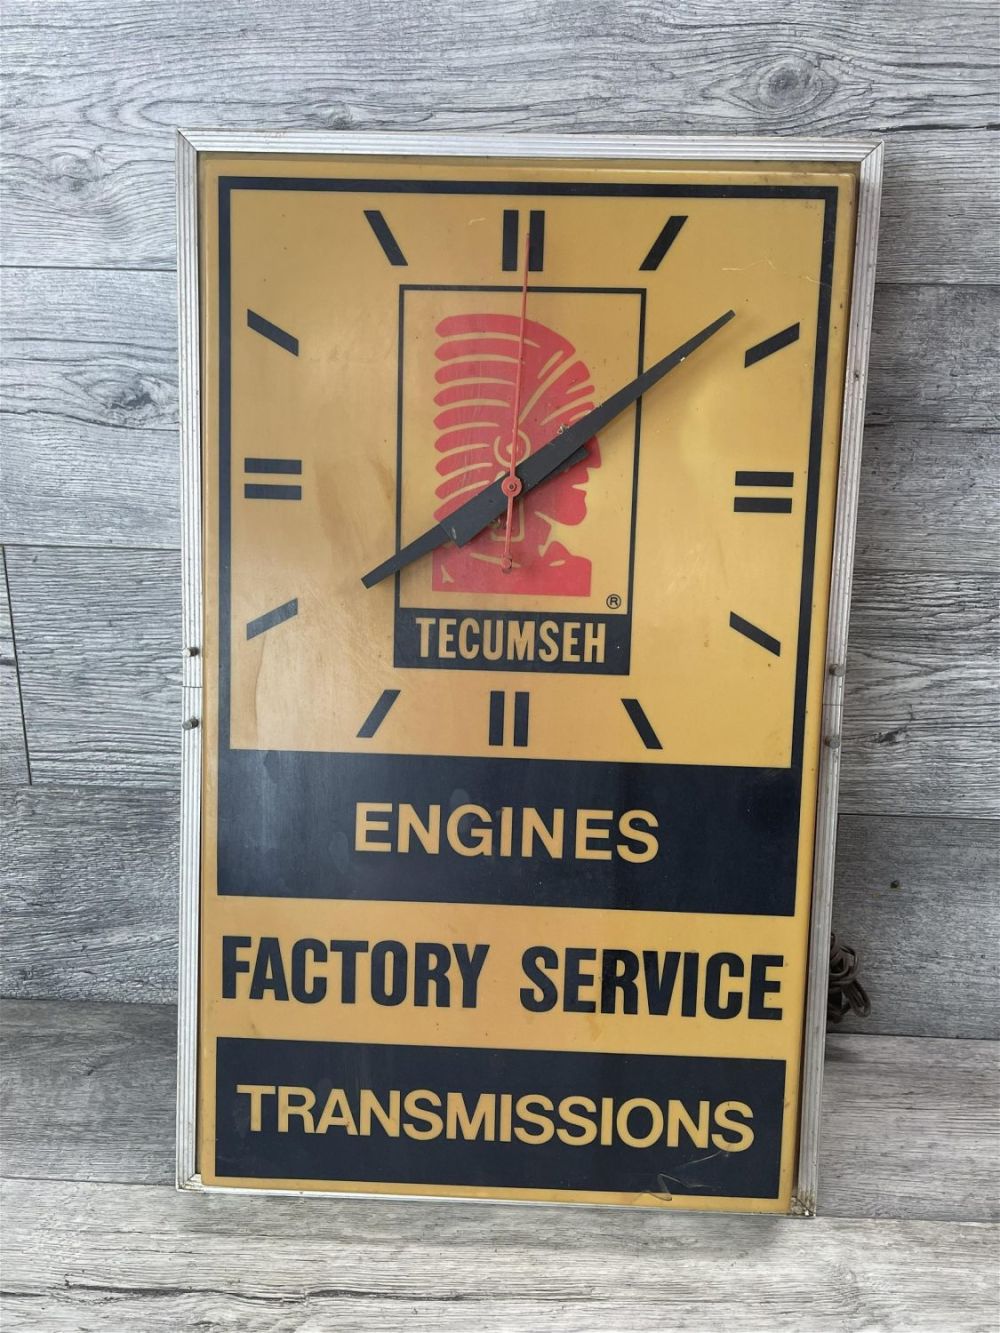 ®
TECUMSEH
ENGINES
FACTORY SERVICE
TRANSMISSIONS